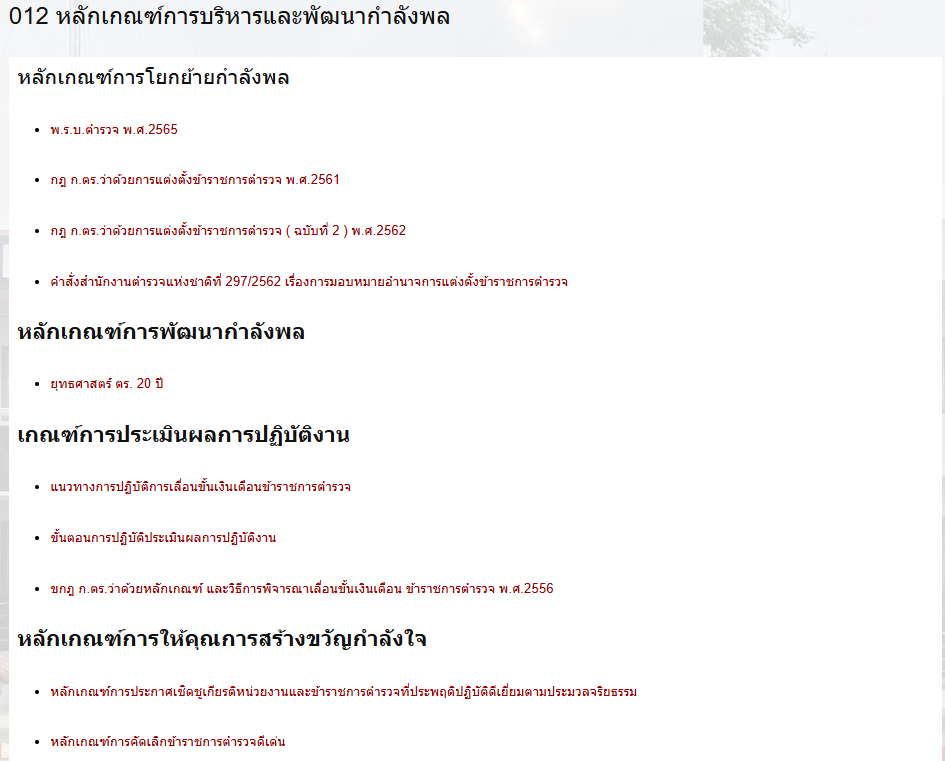 012 หลักเกณฑ์การบริหารและพัฒนากำลังพล
หลักเกณฑ์การโยกย้ายกำลังพล
พ.ร.บ.ตำรวจ พ.ศ.2565
กฎ ก.ตร.ว่าด้วยการแต่งตั้งข้าราชการตำรวจ พ.ศ.2561
กฎ ก.ตร.ว่าด้วยการแต่งตั้งข้าราชการตำรวจ ( ฉบับที่ 2 ) พ.ศ.2562
คำสั่งสำนักงานตำรวจแห่งชาติที่ 297/2562 เรื่องการมอบหมายอำนาจการแต่งตั้งข้าราชการตำรวจ
หลักเกณฑ์การพัฒนากำลังพล
ยุทธศาสตร์ ตร. 20 ปี
เกณฑ์การประเมินผลการปฏิบัติงาน
แนวทางการปฏิบัติการเลื่อนขั้นเงินเดือนข้าราชการตำรวจ
ขั้นตอนการปฏิบัติประเมินผลการปฏิบัติงาน
ขกฎ ก.ตร.ว่าด้วยหลักเกณฑ์ และวิธีการพิจารณาเลื่อนขั้นเงินเดือน ข้าราชการตำรวจ พ.ศ.2556
หลักเกณฑ์การให้คุณการสร้างขวัญกำลังใจ
หลักเกณฑ์การประกาศเชิดชูเกียรติหน่วยงานและข้าราชการตำรวจที่ประพฤติปฏิบัติดีเยี่ยมตามประมวลจริยธรรม
หลักเกณฑ์การคัดเลิกข้าราชการตำรวจดีเด่น